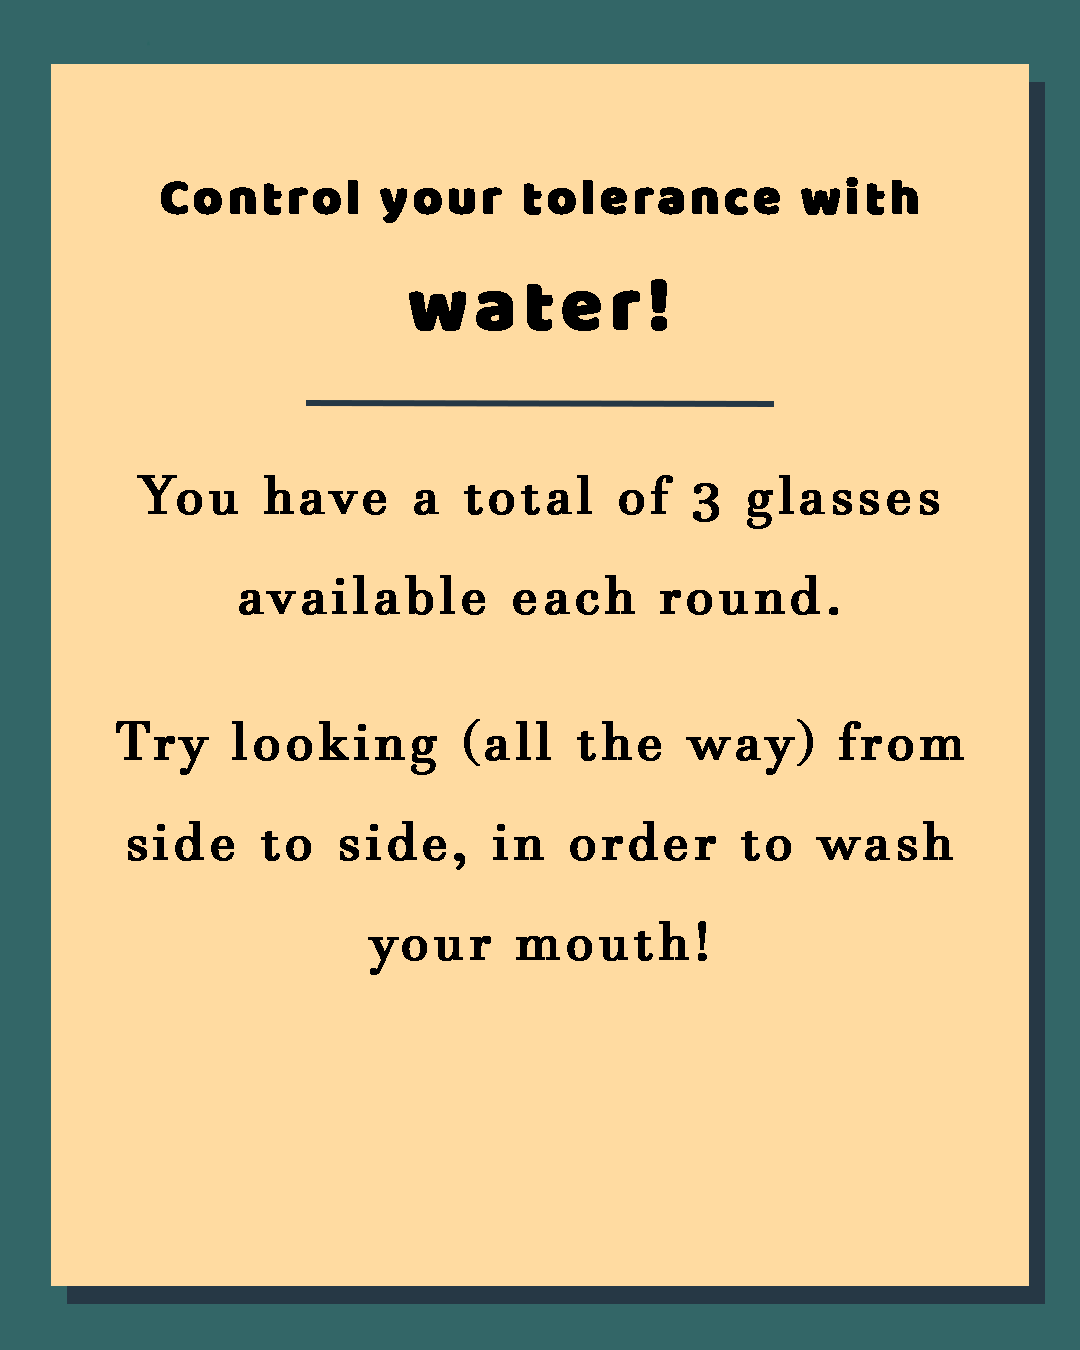 Control your tolerance with
water!
You have a total of 3 glasses
available each round.
Try looking (all the way) from
side to side, in order to wash
your mouth!